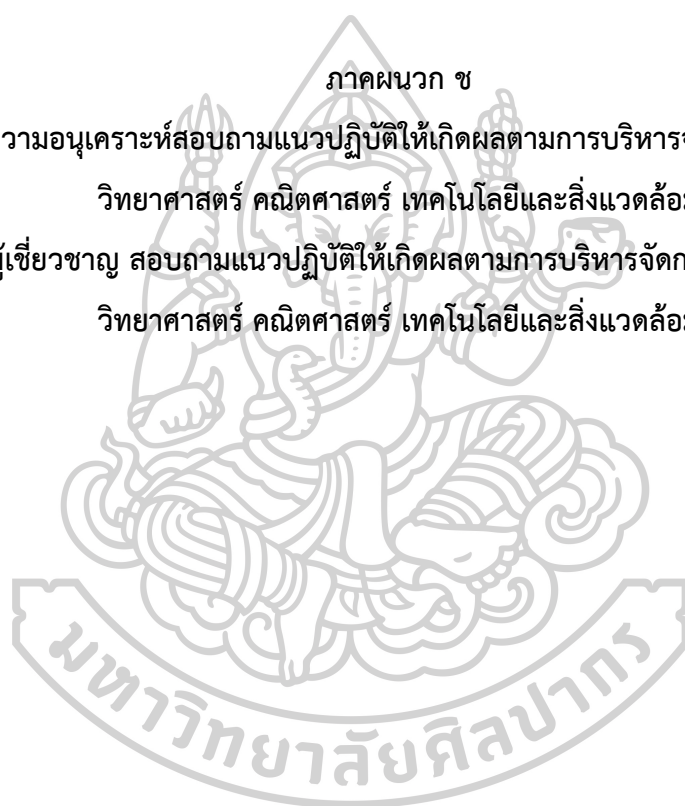 ภาคผนวก ซ
วามอนุเคราะห์สอบถามแนวปฏิบัติให้เกิดผลตามการบริหารจ
วิทยาศาสตร์ คณิตศาสตร์ เทคโนโลยีและสิ่งแวดล้อ
ผู้เชี่ยวชาญ สอบถามแนวปฏิบัติให้เกิดผลตามการบริหารจัดก
วิทยาศาสตร์ คณิตศาสตร์ เทคโนโลยีและสิ่งแวดล้อ
มหาวิทยาลัยศิลปากร